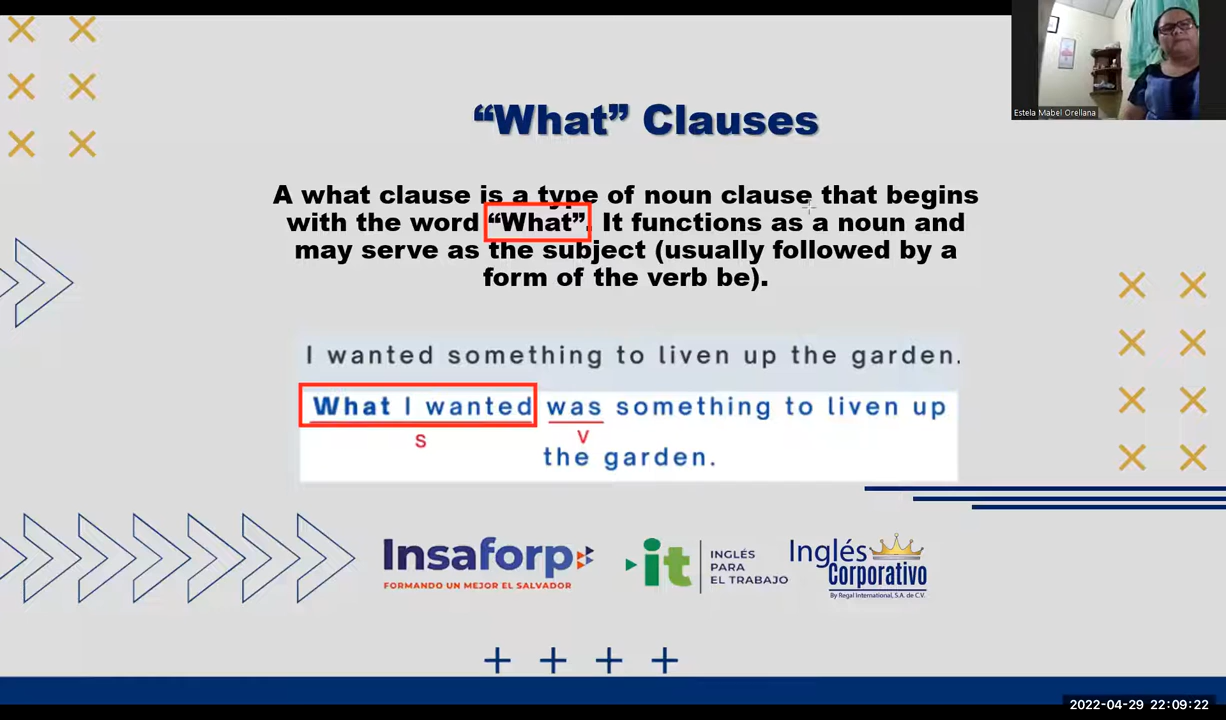 Estela Mabel Orellana
“What” Clauses
A what clause is a type of noun clause that begins
with the word “What”. It functions as a noun and
may serve as the subject (usually followed by a
form of the verb be).
I wanted something to liven up the garden.
What I wanted was something to liven up
S V
the garden.
Insaforp
FORMANDO UN MEJOR EL SALVADOR
it
INGLÉS
PARA
EL TRABAJO
Inglés
Corporativo
By Regal International, S.A. de C.V.
2022-04-29 22:09:22